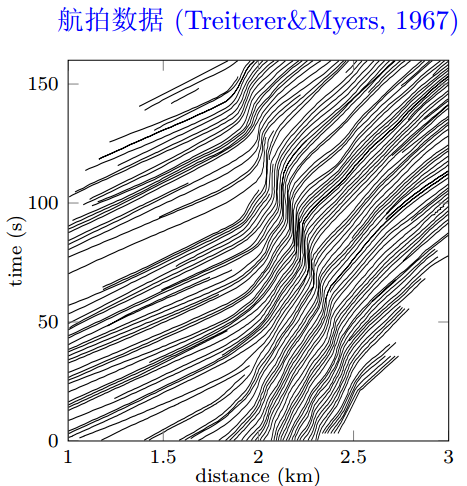 航拍数据 (Treiterer&Myers, 1967)
150
100
50
0
time (s)
1 1.5 2 2.5 3
distance (km)